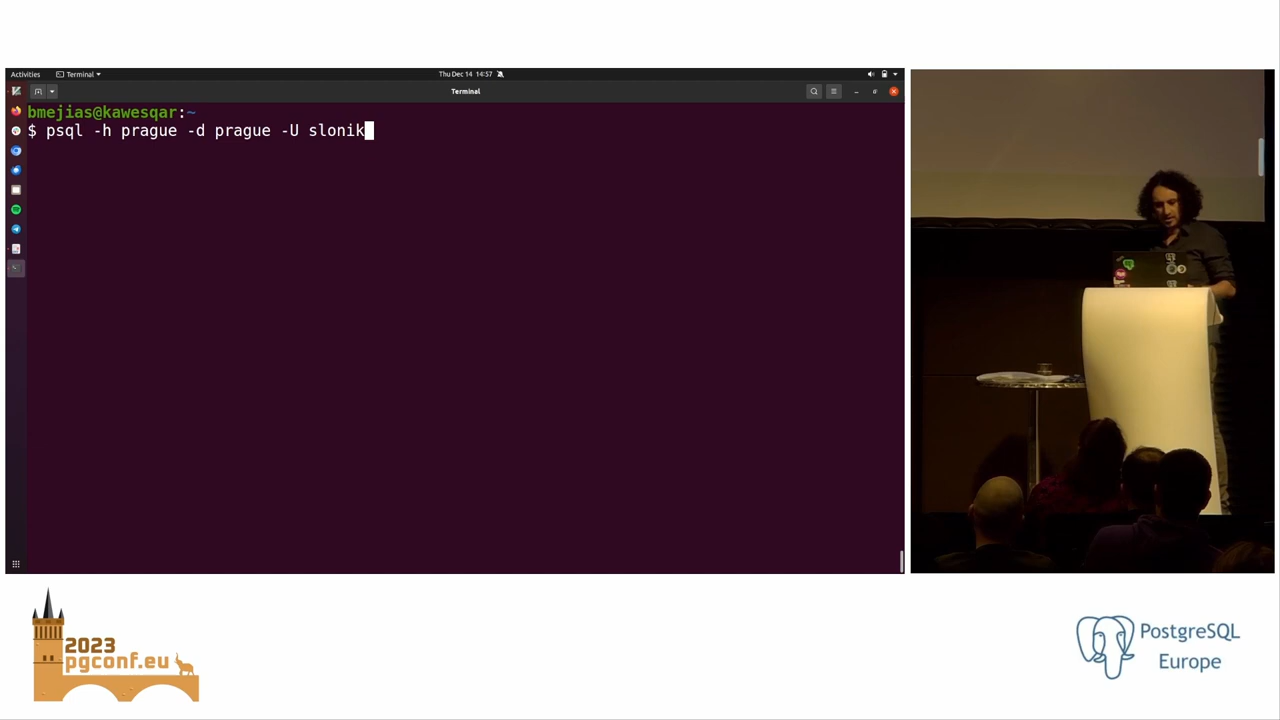 Activities
Terminal
Thu Dec 14 14:57
Terminal
bmejias@kawesqar:~
$ psql -h prague -d prague -U slonik
2023
pgconf.eu
PostgreSQL
Europe